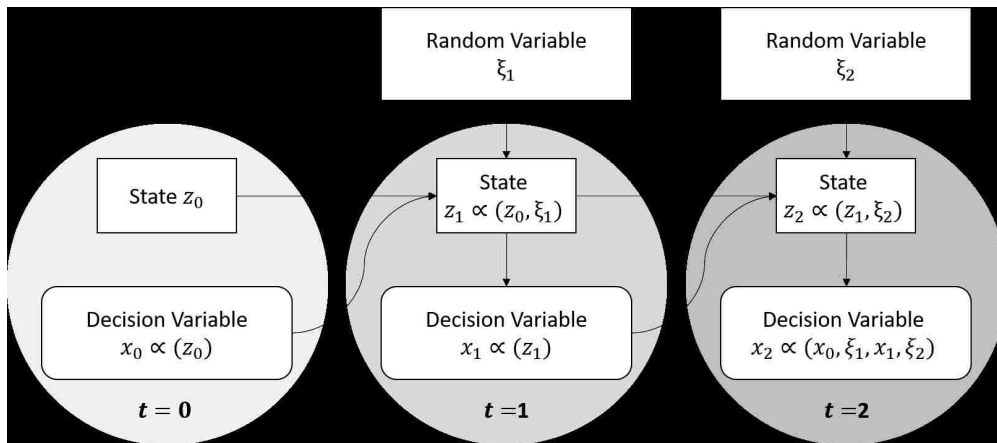 Random Variable
ξ₁
Random Variable
ξ₂
State z₀
State
z₁ ∝ (z₀, ξ₁)
State
z₂ ∝ (z₁, ξ₂)
Decision Variable
x₀ ∝ (z₀)
Decision Variable
x₁ ∝ (z₁)
Decision Variable
x₂ ∝ (x₀, ξ₁, x₁, ξ₂)
t = 0
t =1
t =2